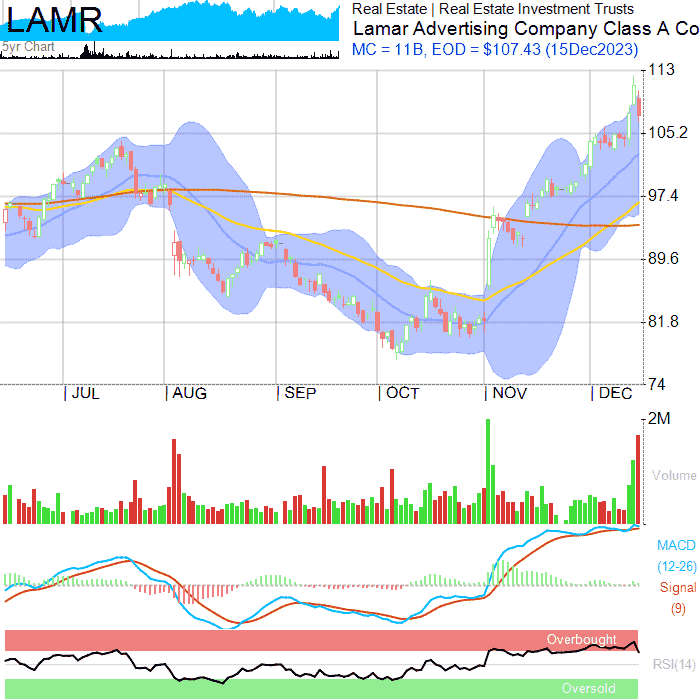 LAMR
5yr Chart
Real Estate | Real Estate Investment Trusts
Lamar Advertising Company Class A Co
MC = 11B, EOD = $107.43 (15Dec2023)
113
105.2
97.4
89.6
81.8
74
| JUL | AUG | SEP | OCT | NOV | DEC
2M
Volume
MACD
(12-26)
Signal
(9)
Overbought
RSI(14)
Oversold